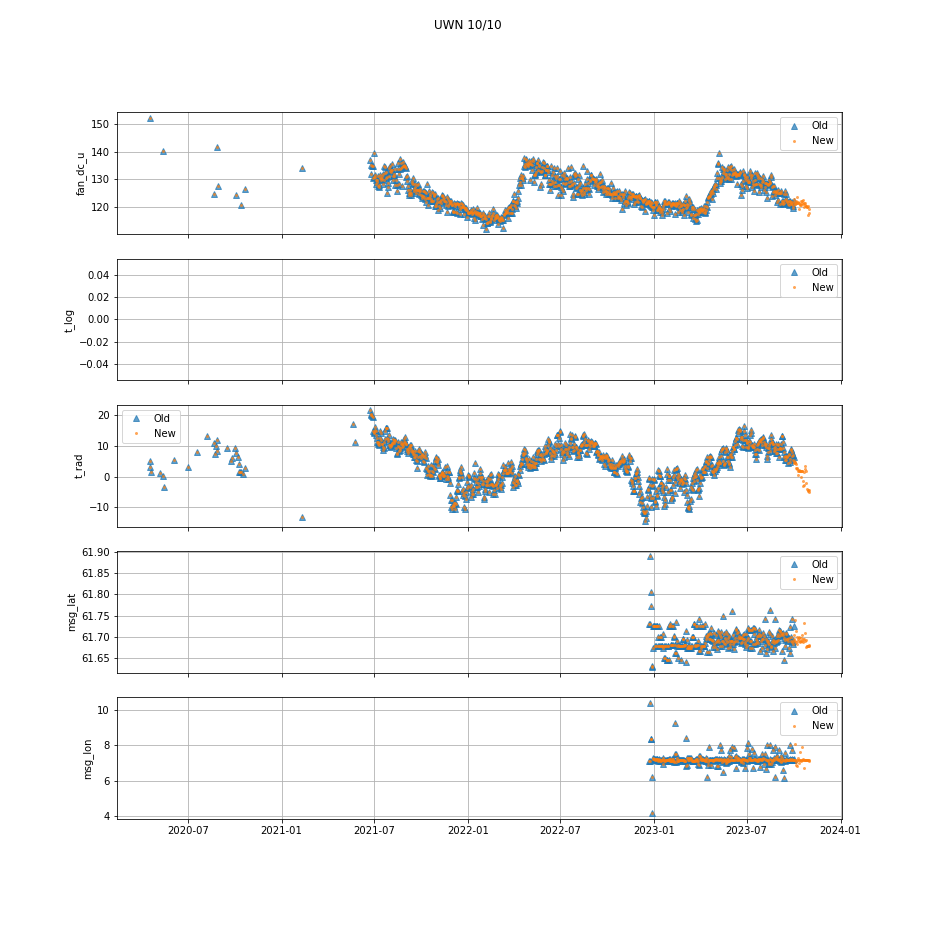 UWN 10/10
150
140
130
120
fan_dc_u
Old
New
0.04
0.02
0.00
−0.02
−0.04
t_log
Old
New
20
10
0
−10
t_rad
Old
New
61.90
61.85
61.80
61.75
61.70
61.65
msg_lat
Old
New
10
8
6
4
msg_lon
Old
New
2020-07 2021-01 2021-07 2022-01 2022-07 2023-01 2023-07 2024-01